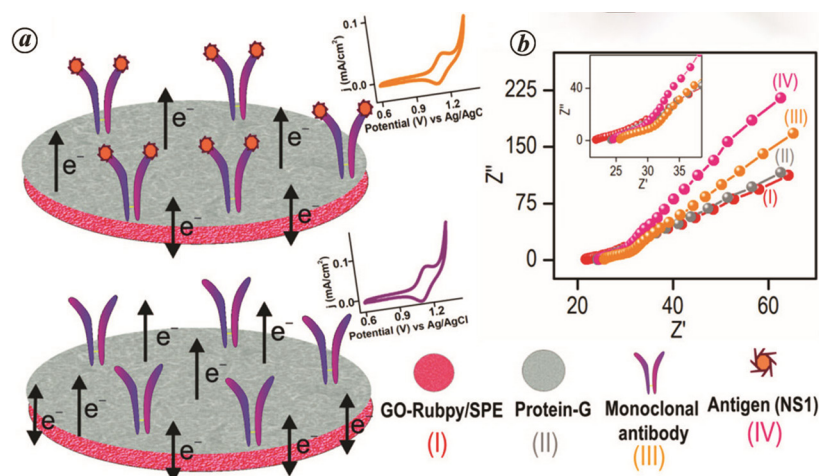 a
0.1
0.0
j (mA/cm²)
0.6 0.9 1.2
Potential (V) vs Ag/AgC
e⁻
e⁻
e⁻
e⁻
e⁻
0.1
0.0
j (mA/cm²)
0.6 0.9 1.2
Potential (V) vs Ag/AgCl
e⁻
e⁻
e⁻
e⁻
e⁻
e⁻
e⁻
e⁻
b
225
150
75
0
Z"
20 40 60
Z'
40
0
Z"
25 30 35
Z'
(IV)
(III)
(II)
(I)
GO-Rubpy/SPE
(I)
Protein-G
(II)
Monoclonal
antibody
(III)
Antigen (NS1)
(IV)